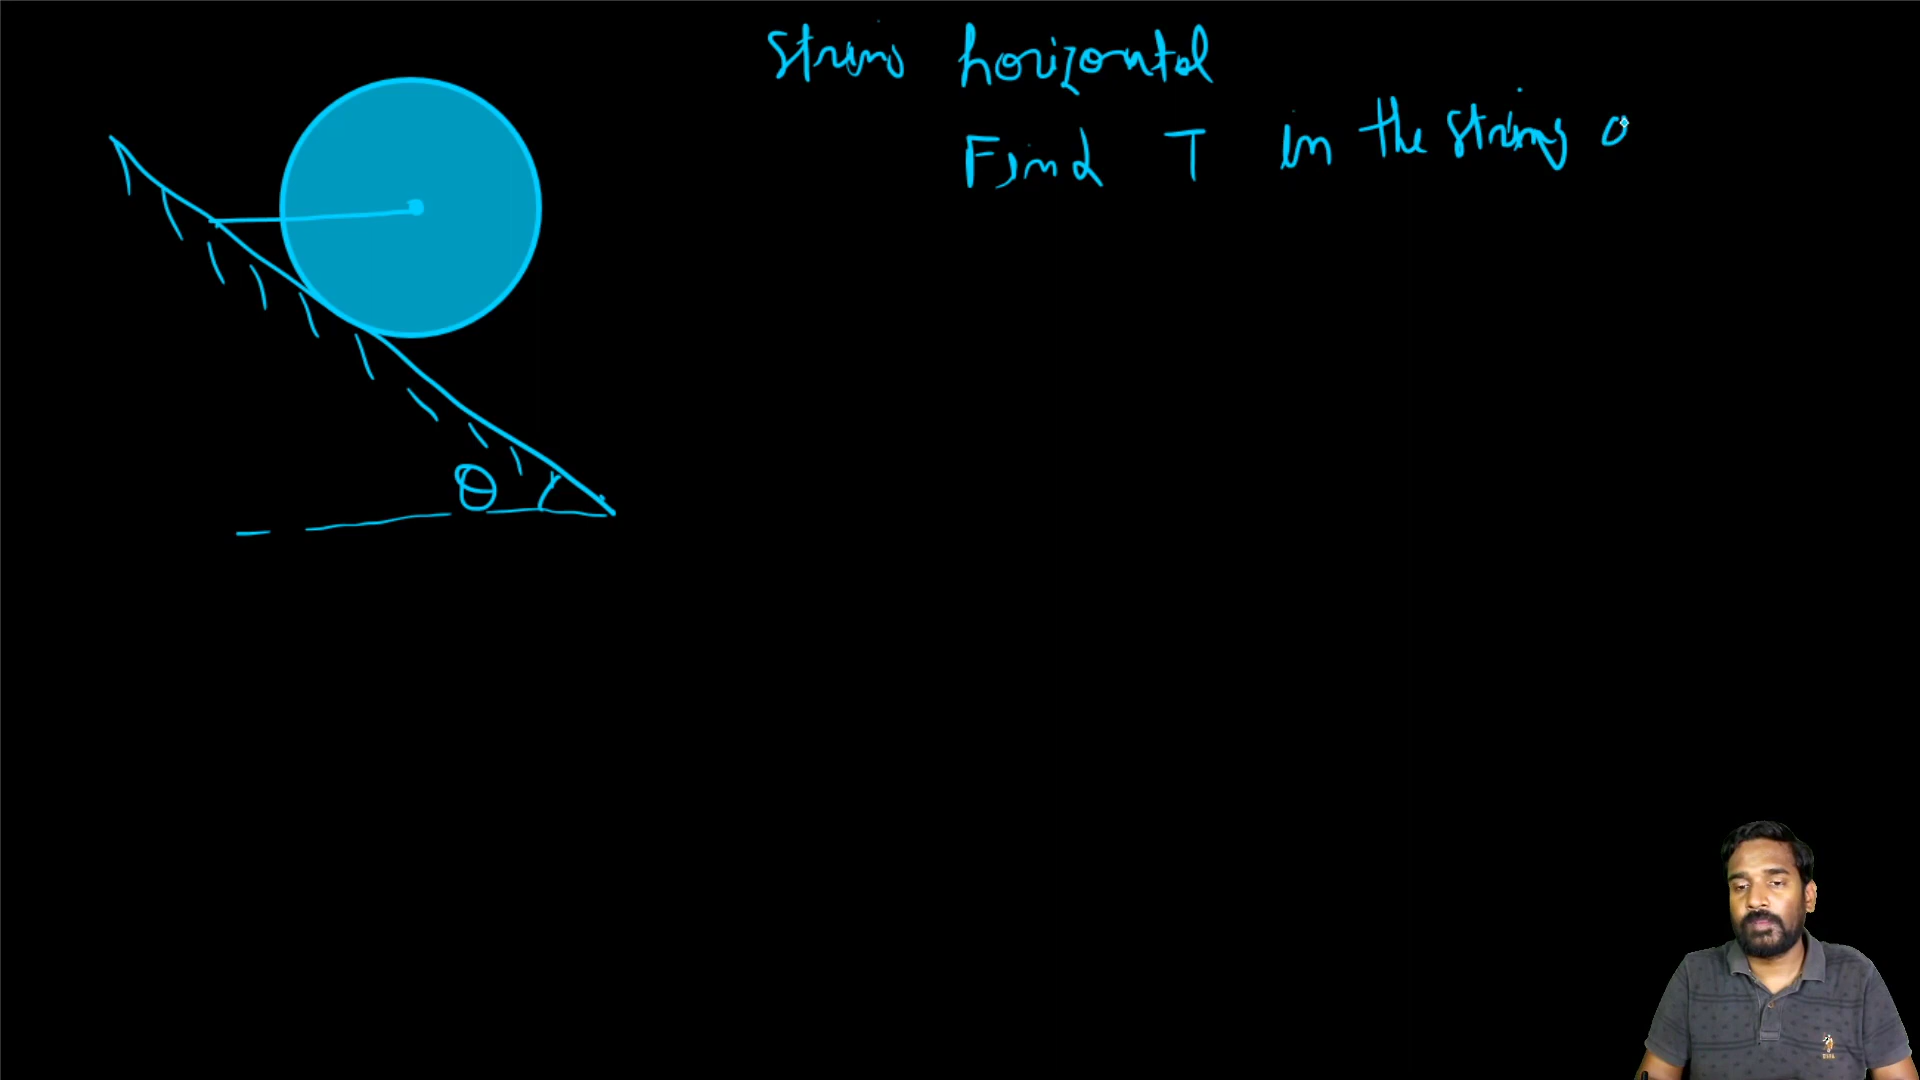 string horizontal
Find T in the string
θ